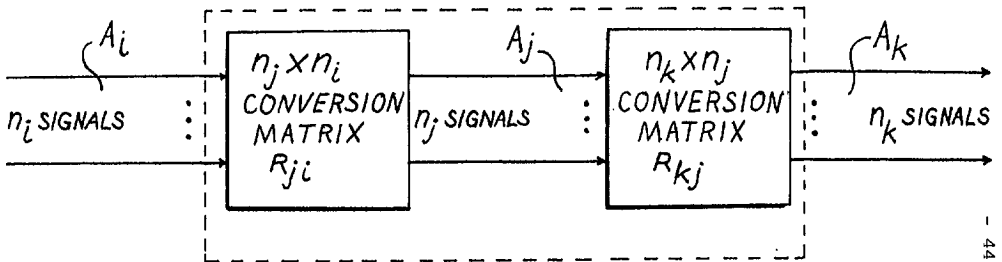 A_i
A_j
A_k
n_j x n_i
CONVERSION
MATRIX
R_ji
n_k x n_j
CONVERSION
MATRIX
R_kj
n_i SIGNALS
n_j SIGNALS
n_k SIGNALS
- 44